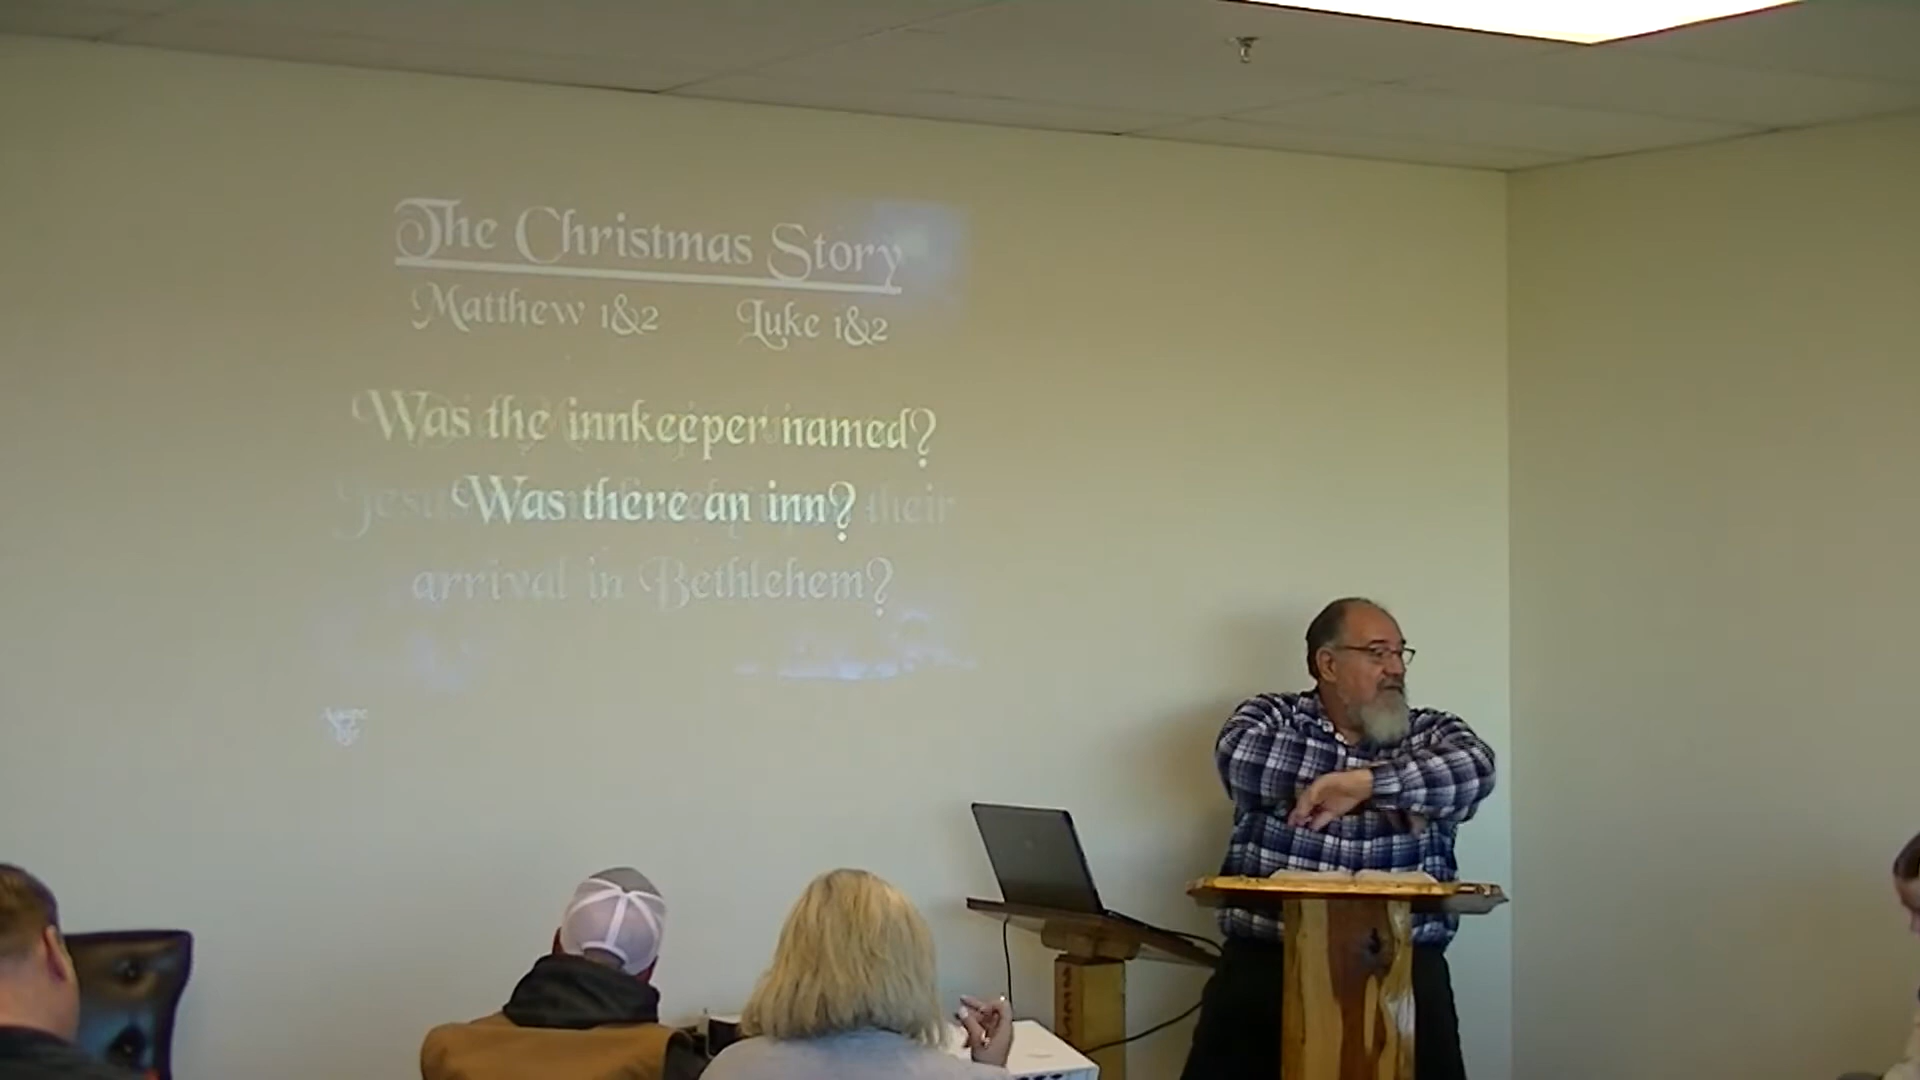 The Christmas Story
Matthew 1&2 Luke 1&2
Was the innkeeper named?
Was there an inn? their
arrival in Bethlehem?